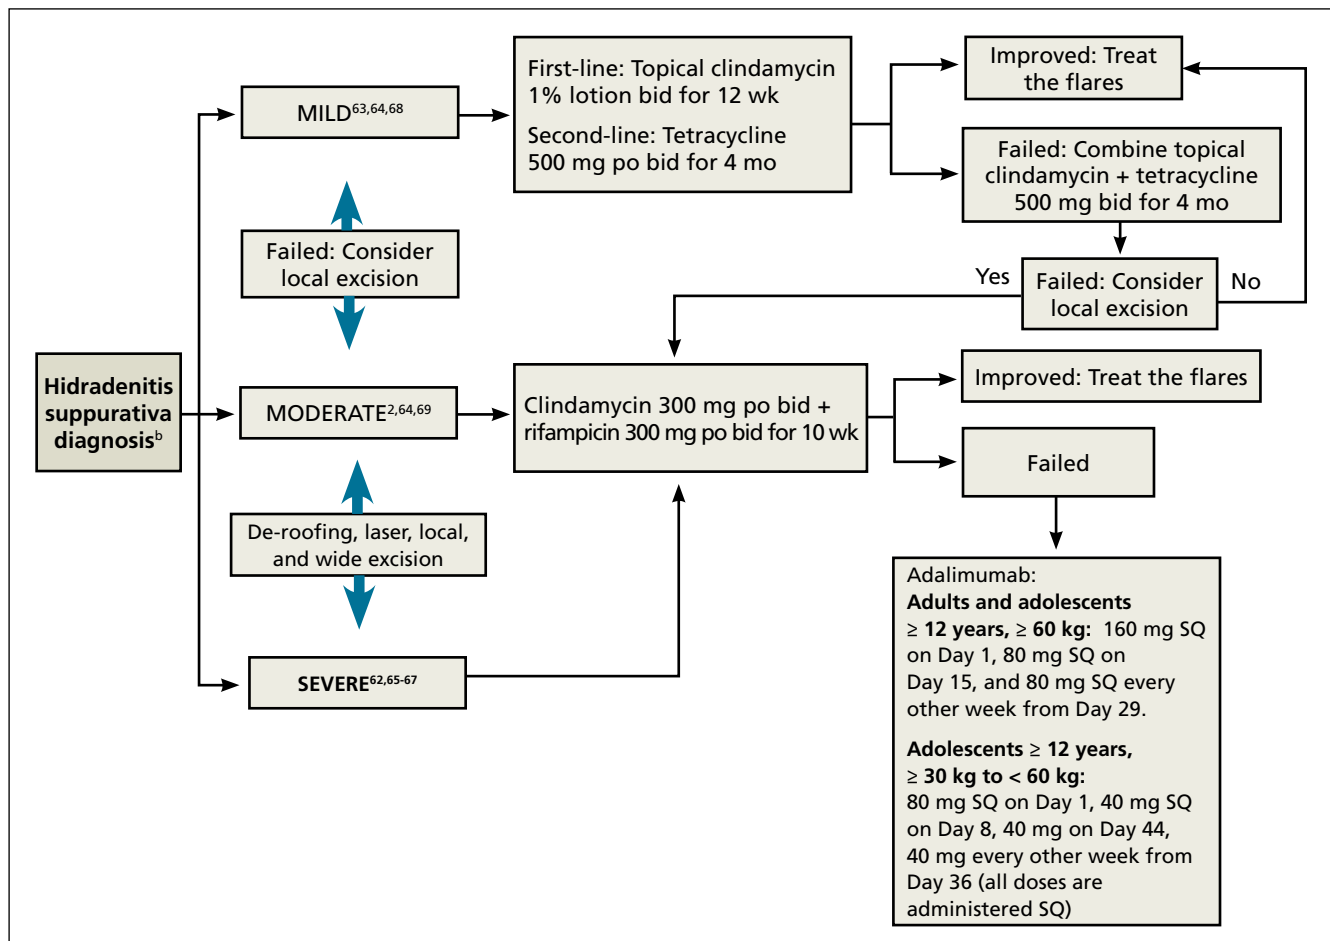 Hidradenitis
suppurativa
diagnosisᵇ
MILD⁶³,⁶⁴,⁶⁸
Failed: Consider
local excision
MODERATE²,⁶⁴,⁶⁹
De-roofing, laser, local,
and wide excision
SEVERE⁶²,⁶⁵⁻⁶⁷
First-line: Topical clindamycin
1% lotion bid for 12 wk
Second-line: Tetracycline
500 mg po bid for 4 mo
Improved: Treat
the flares
Failed: Combine topical
clindamycin + tetracycline
500 mg bid for 4 mo
Yes
Failed: Consider
local excision
No
Clindamycin 300 mg po bid +
rifampicin 300 mg po bid for 10 wk
Improved: Treat the flares
Failed
Adalimumab:
Adults and adolescents
≥ 12 years, ≥ 60 kg: 160 mg SQ
on Day 1, 80 mg SQ on
Day 15, and 80 mg SQ every
other week from Day 29.
Adolescents ≥ 12 years,
≥ 30 kg to < 60 kg:
80 mg SQ on Day 1, 40 mg SQ
on Day 8, 40 mg on Day 44,
40 mg every other week from
Day 36 (all doses are
administered SQ)